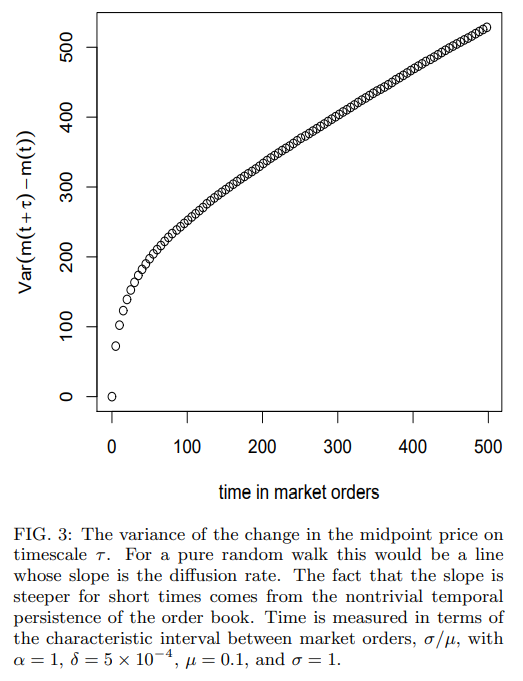 500
400
300
200
100
0
Var(m(t+τ)−m(t))
0 100 200 300 400 500
time in market orders
FIG. 3: The variance of the change in the midpoint price on
timescale τ. For a pure random walk this would be a line
whose slope is the diffusion rate. The fact that the slope is
steeper for short times comes from the nontrivial temporal
persistence of the order book. Time is measured in terms of
the characteristic interval between market orders, σ/μ, with
α = 1, δ = 5 × 10⁻⁴, μ = 0.1, and σ = 1.